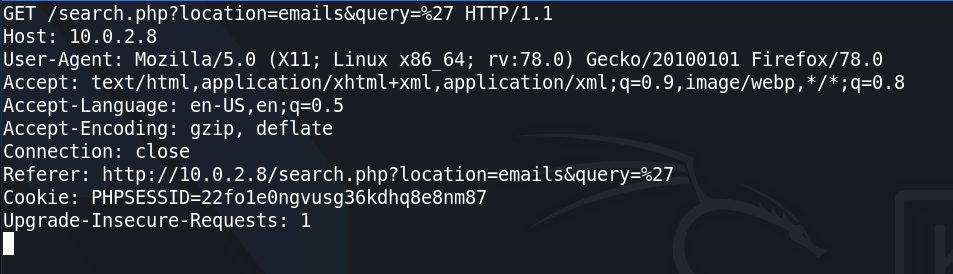 GET /search.php?location=emails&query=%27 HTTP/1.1
Host: 10.0.2.8
User-Agent: Mozilla/5.0 (X11; Linux x86_64; rv:78.0) Gecko/20100101 Firefox/78.0
Accept: text/html,application/xhtml+xml,application/xml;q=0.9,image/webp,*/*;q=0.8
Accept-Language: en-US,en;q=0.5
Accept-Encoding: gzip, deflate
Connection: close
Referer: http://10.0.2.8/search.php?location=emails&query=%27
Cookie: PHPSESSID=22fo1e0ngvusg36kdhq8e8nm87
Upgrade-Insecure-Requests: 1